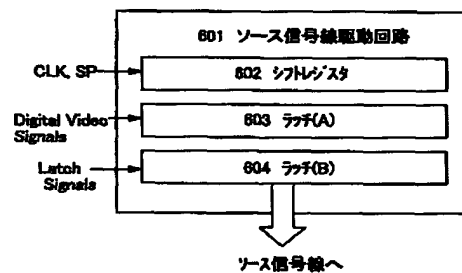 601 ソース信号線駆動回路
CLK, SP
602 シフトレジスタ
Digital Video
Signals
603 ラッチ(A)
Latch
Signals
604 ラッチ(B)
ソース信号線へ